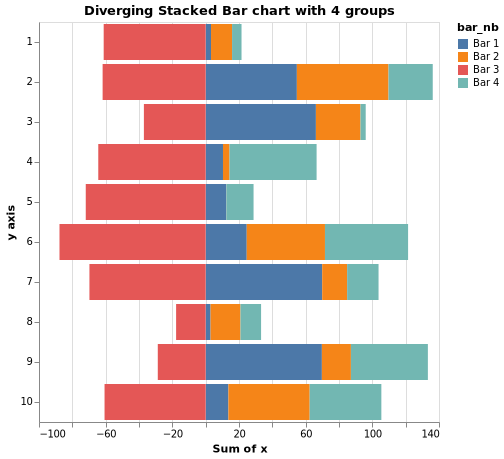 Diverging Stacked Bar chart with 4 groups
bar_nb
Bar 1
Bar 2
Bar 3
Bar 4
y axis
1
2
3
4
5
6
7
8
9
10
−100 −60 −20 20 60 100 140
Sum of x